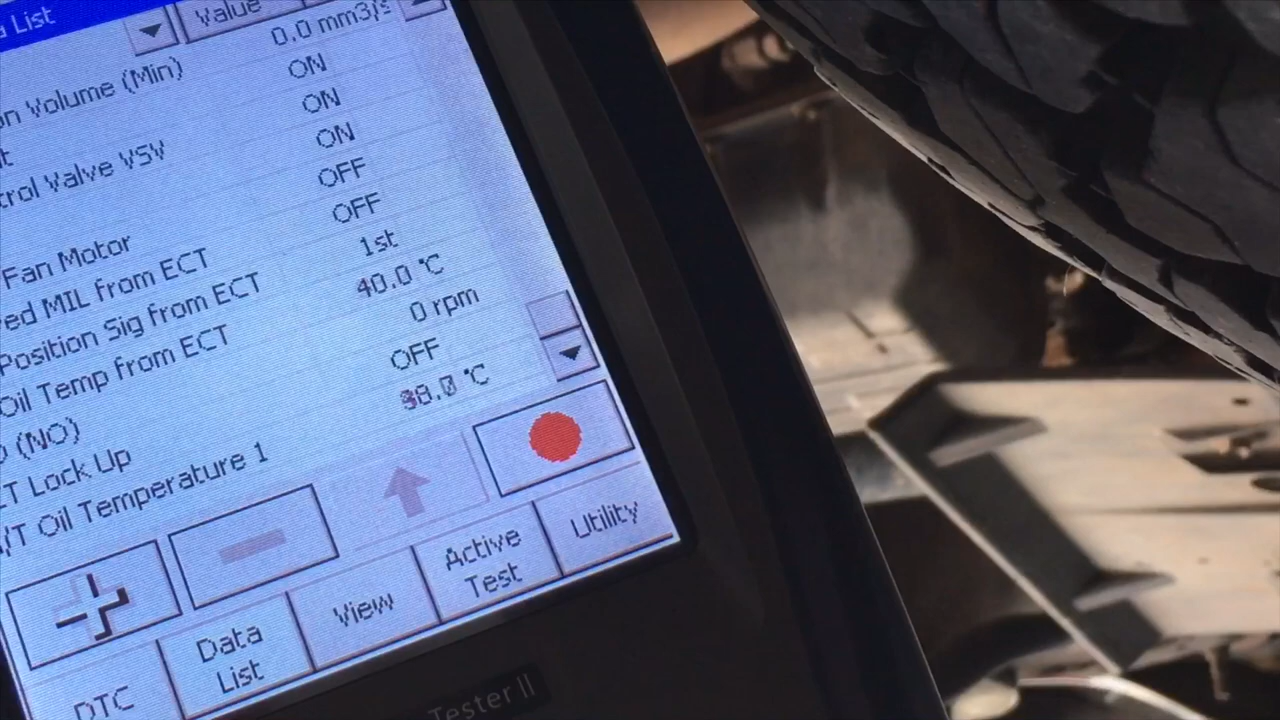 List
Value
Volume (Min) 0.0 mm3/s
ON
Valve VSV ON
ON
Fan Motor OFF
MIL from ECT OFF
Position Sig from ECT 1st
Oil Temp from ECT 40.0 °C
(NO) 0 rpm
Lock Up OFF
Oil Temperature 1 °C
DTC
Data List
View
Active Test
Utility
Tester II